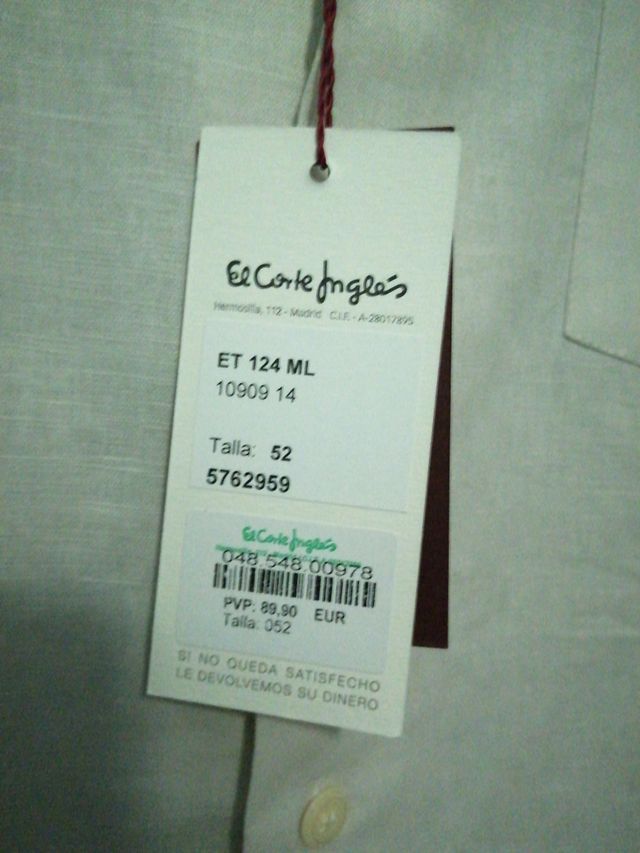 El Corte Inglés
Hermosilla, 112 - Madrid C.I.F. - A-28017895
ET 124 ML
10909 14
Talla: 52
5762959
El Corte Inglés
048.548.00978
PVP: 89.90 EUR
Talla: 052
SI NO QUEDA SATISFECHO
LE DEVOLVEMOS SU DINERO